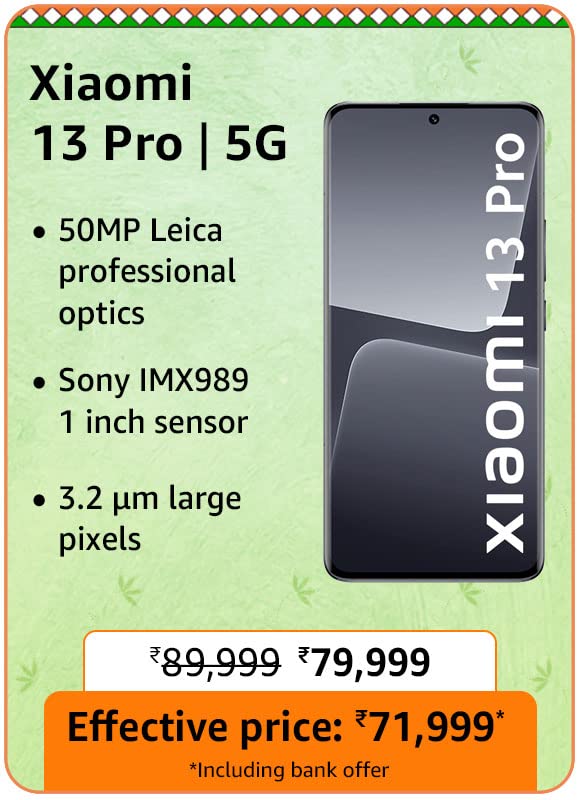 Xiaomi
13 Pro | 5G
• 50MP Leica
professional
optics
• Sony IMX989
1 inch sensor
• 3.2 µm large
pixels
Xiaomi 13 Pro
₹89,999 ₹79,999
Effective price: ₹71,999*
*Including bank offer